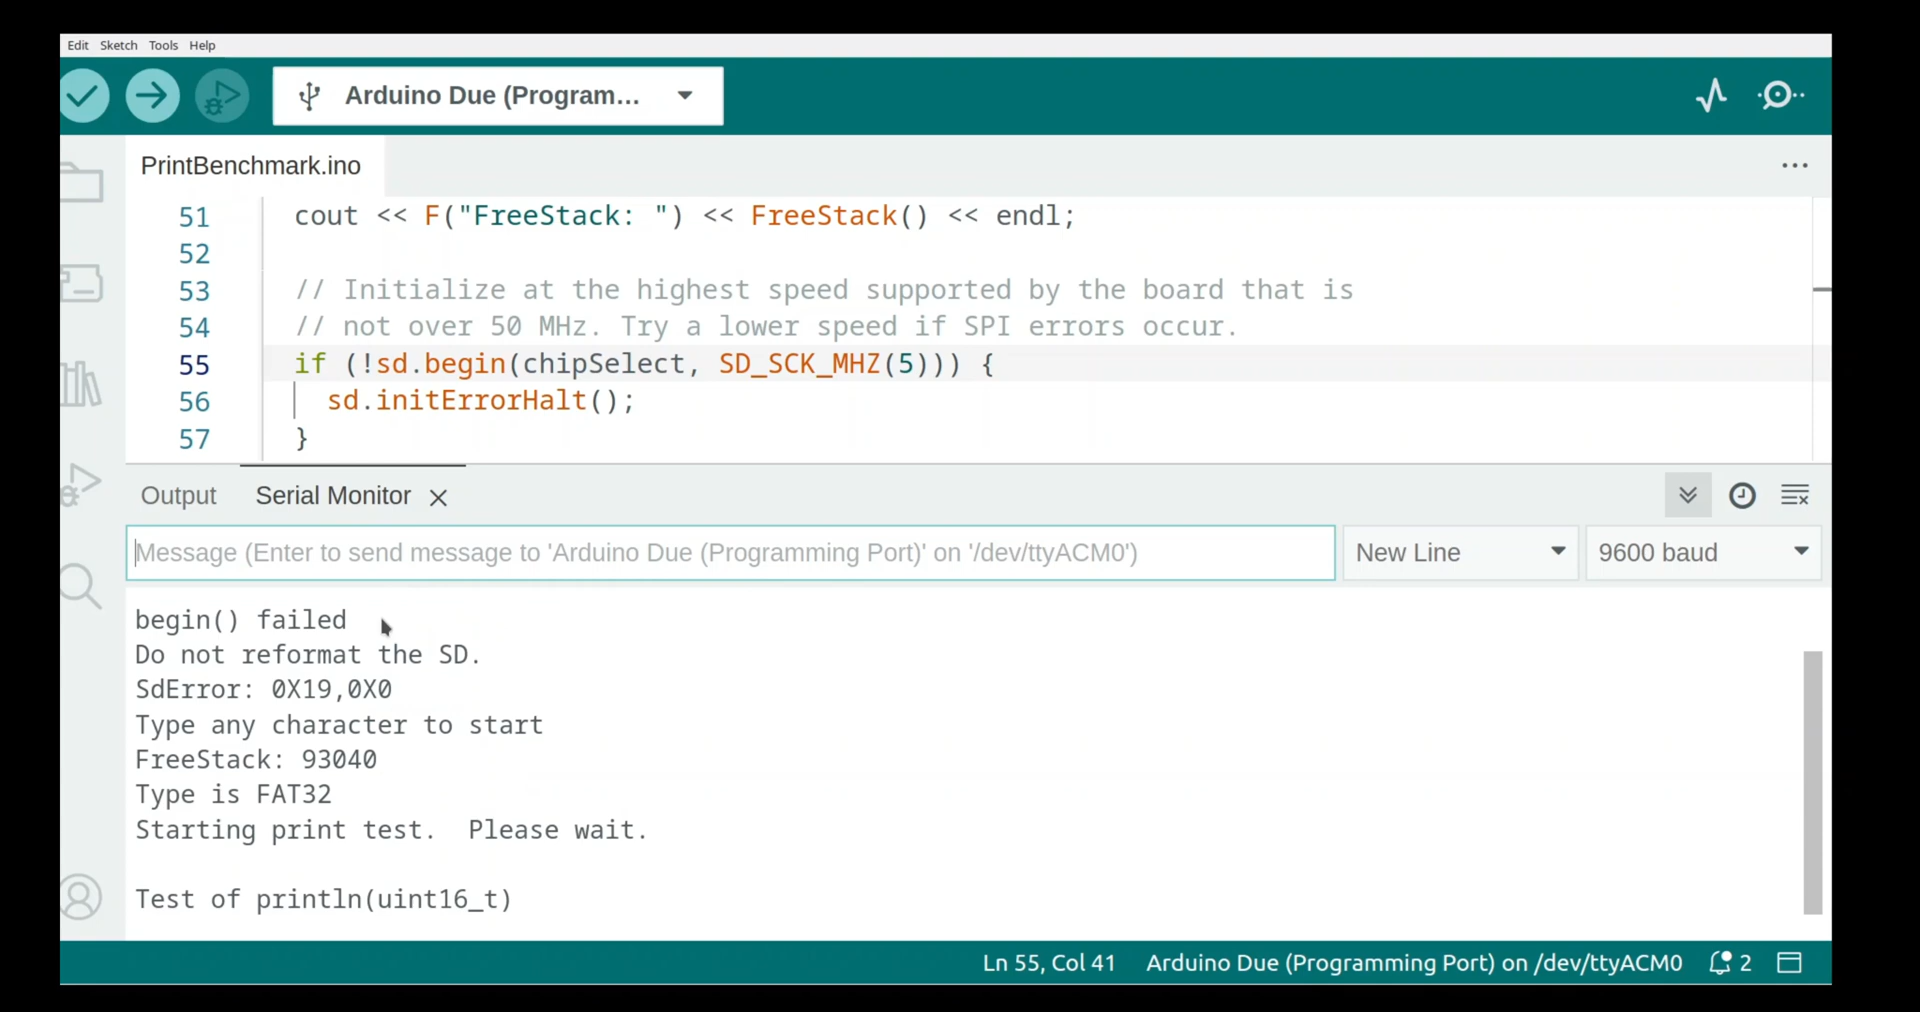 Edit Sketch Tools Help
Arduino Due (Program...
PrintBenchmark.ino
51 cout << F("FreeStack: ") << FreeStack() << endl;
52
53 // Initialize at the highest speed supported by the board that is
54 // not over 50 MHz. Try a lower speed if SPI errors occur.
55 if (!sd.begin(chipSelect, SD_SCK_MHZ(5))) {
56 sd.initErrorHalt();
57 }
Output Serial Monitor
Message (Enter to send message to 'Arduino Due (Programming Port)' on '/dev/ttyACM0') New Line 9600 baud
begin() failed
Do not reformat the SD.
SdError: 0X19,0X0
Type any character to start
FreeStack: 93040
Type is FAT32
Starting print test.  Please wait.
Test of println(uint16_t)
Ln 55, Col 41 Arduino Due (Programming Port) on /dev/ttyACM0 2